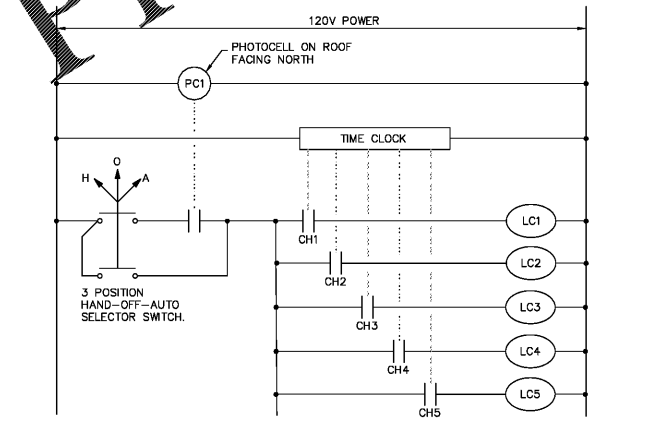 120V POWER
PHOTOCELL ON ROOF
FACING NORTH
PC1
TIME CLOCK
O
H
A
CH1
LC1
CH2
LC2
3 POSITION
HAND-OFF-AUTO
SELECTOR SWITCH.
CH3
LC3
CH4
LC4
CH5
LC5